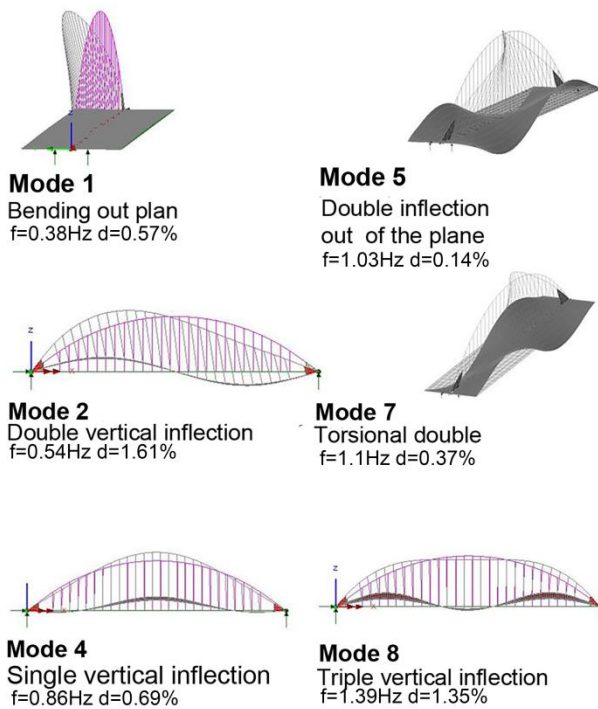 z
Mode 1
Bending out plan
f=0.38Hz d=0.57%
Mode 5
Double inflection
out of the plane
f=1.03Hz d=0.14%
z
x
Mode 2
Double vertical inflection
f=0.54Hz d=1.61%
Mode 7
Torsional double
f=1.1Hz d=0.37%
z
Mode 4
Single vertical inflection
f=0.86Hz d=0.69%
z
x
Mode 8
Triple vertical inflection
f=1.39Hz d=1.35%